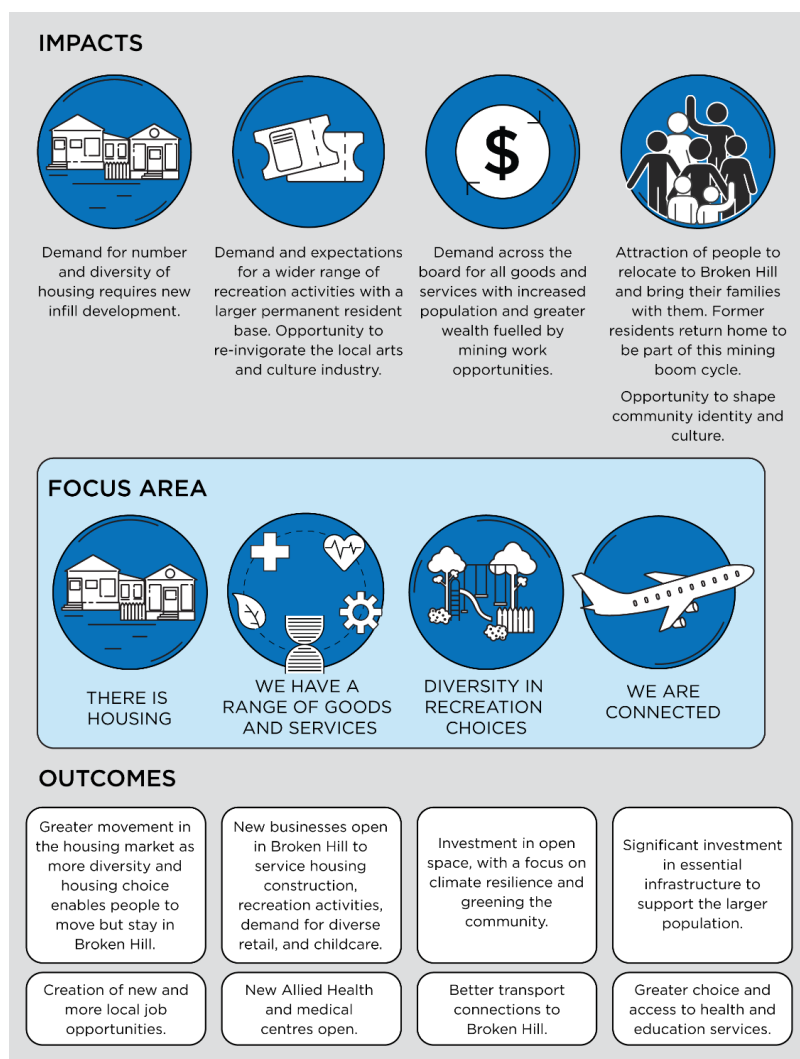 IMPACTS
Demand for number
and diversity of
housing requires new
infill development.
Demand and expectations
for a wider range of
recreation activities with a
larger permanent resident
base. Opportunity to
re-invigorate the local arts
and culture industry.
$
Demand across the
board for all goods and
services with increased
population and greater
wealth fuelled by
mining work
opportunities.
Attraction of people to
relocate to Broken Hill
and bring their families
with them. Former
residents return home to
be part of this mining
boom cycle.
Opportunity to shape
community identity and
culture.
FOCUS AREA
THERE IS
HOUSING
WE HAVE A
RANGE OF GOODS
AND SERVICES
DIVERSITY IN
RECREATION
CHOICES
WE ARE
CONNECTED
OUTCOMES
Greater movement in
the housing market as
more diversity and
housing choice
enables people to
move but stay in
Broken Hill.
New businesses open
in Broken Hill to
service housing
construction,
recreation activities,
demand for diverse
retail, and childcare.
Investment in open
space, with a focus on
climate resilience and
greening the
community.
Significant investment
in essential
infrastructure to
support the larger
population.
Creation of new and
more local job
opportunities.
New Allied Health
and medical
centres open.
Better transport
connections to
Broken Hill.
Greater choice and
access to health and
education services.